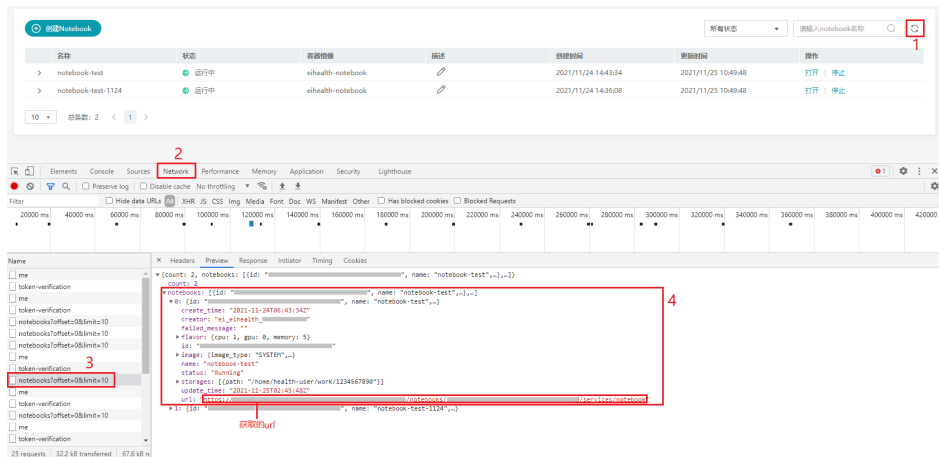 创建Notebook
所有状态
请输入notebook名称
1
名称 状态 容器镜像 描述 创建时间 更新时间 操作
notebook-test 运行中 eihealth-notebook 2021/11/24 14:43:34 2021/11/25 10:49:48 打开 | 停止
notebook-test-1124 运行中 eihealth-notebook 2021/11/24 14:36:08 2021/11/25 10:49:48 打开 | 停止
10 总条数: 2 < 1 >
2
Elements Console Sources Network Performance Memory Application Security Lighthouse 1
Preserve log Disable cache No throttling
Filter Hide data URLs All XHR JS CSS Img Media Font Doc WS Manifest Other Has blocked cookies Blocked Requests
20000 ms 40000 ms 60000 ms 80000 ms 100000 ms 120000 ms 140000 ms 160000 ms 180000 ms 200000 ms 220000 ms 240000 ms 260000 ms 280000 ms 300000 ms 320000 ms 340000 ms 360000 ms 380000 ms 400000 ms 420000
Name
me
token-verification
me
token-verification
notebooks?offset=0&limit=10
notebooks?offset=0&limit=10
notebooks?offset=0&limit=10
me
token-verification
3
notebooks?offset=0&limit=10
me
token-verification
notebooks?offset=0&limit=10
me
token-verification
25 requests 32.2 kB transferred 67.6 kB re
× Headers Preview Response Initiator Timing Cookies
{count: 2, notebooks: [{id: " ", name: "notebook-test",…},…]}
count: 2
notebooks: [{id: " ", name: "notebook-test",…},…]
0: {id: " ", name: "notebook-test",…}
create_time: "2021-11-24T06:43:34Z"
creator: "ei_eihealth_ "
failed_message: ""
flavor: {cpu: 1, gpu: 0, memory: 5}
id: " "
image: {image_type: "SYSTEM",…}
name: "notebook-test"
status: "Running"
storages: [{path: "/home/health-user/work/1234567890"}]
update_time: "2021-11-25T02:45:48Z"
url: "https:// /notebooks/ /services/notebook"
1: {id: " ", name: "notebook-test-1124",…}
4
获取的url